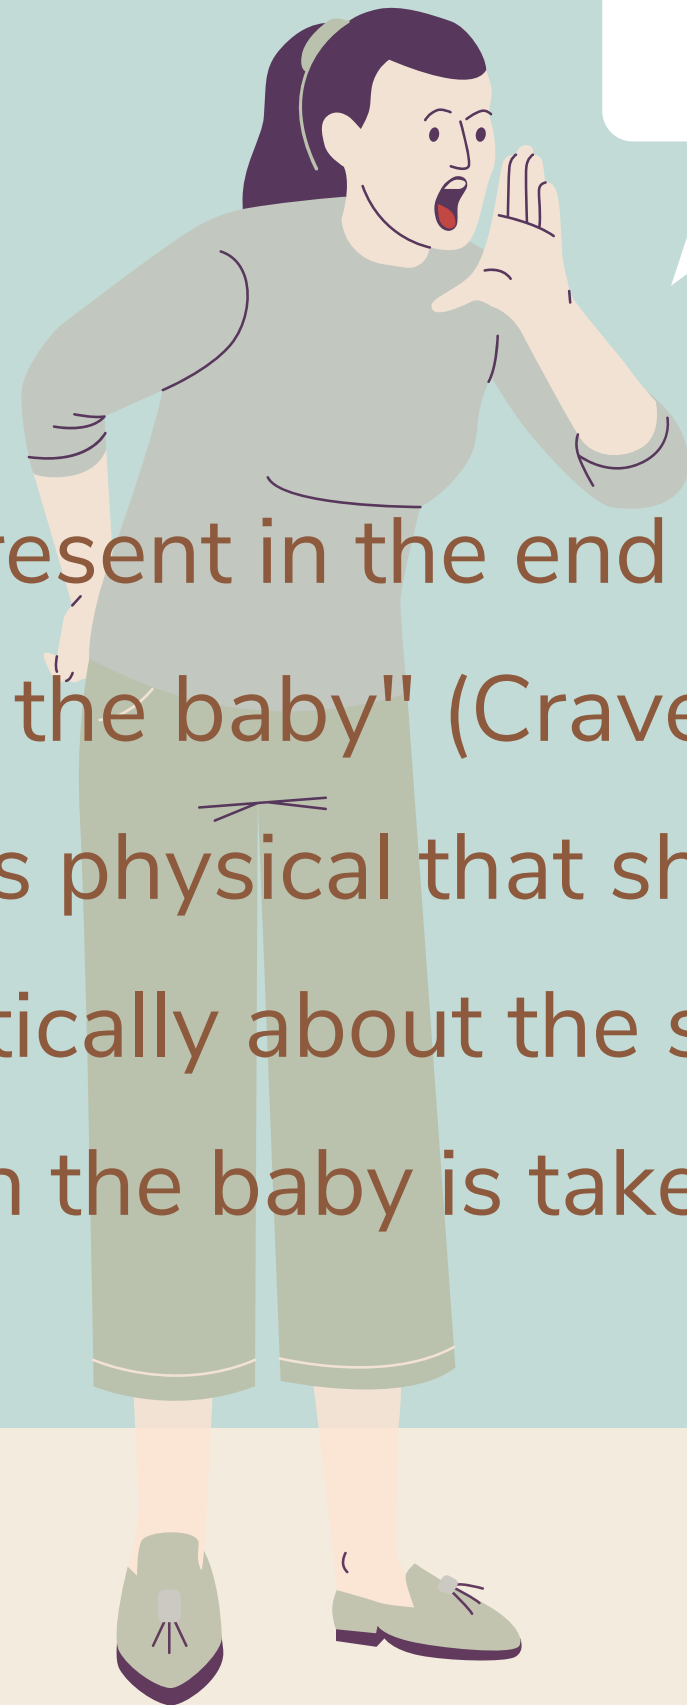 resent in the end
the baby" (Crave
s physical that sh
tically about the s
n the baby is take